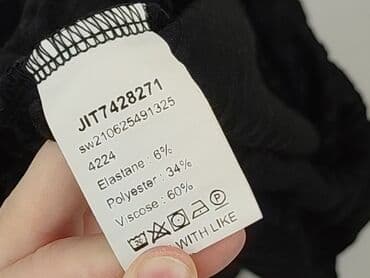 JIT7428271
sw210625491325
4224
Elastane : 6%
Polyester : 34%
Viscose : 60%
WITH LIKE